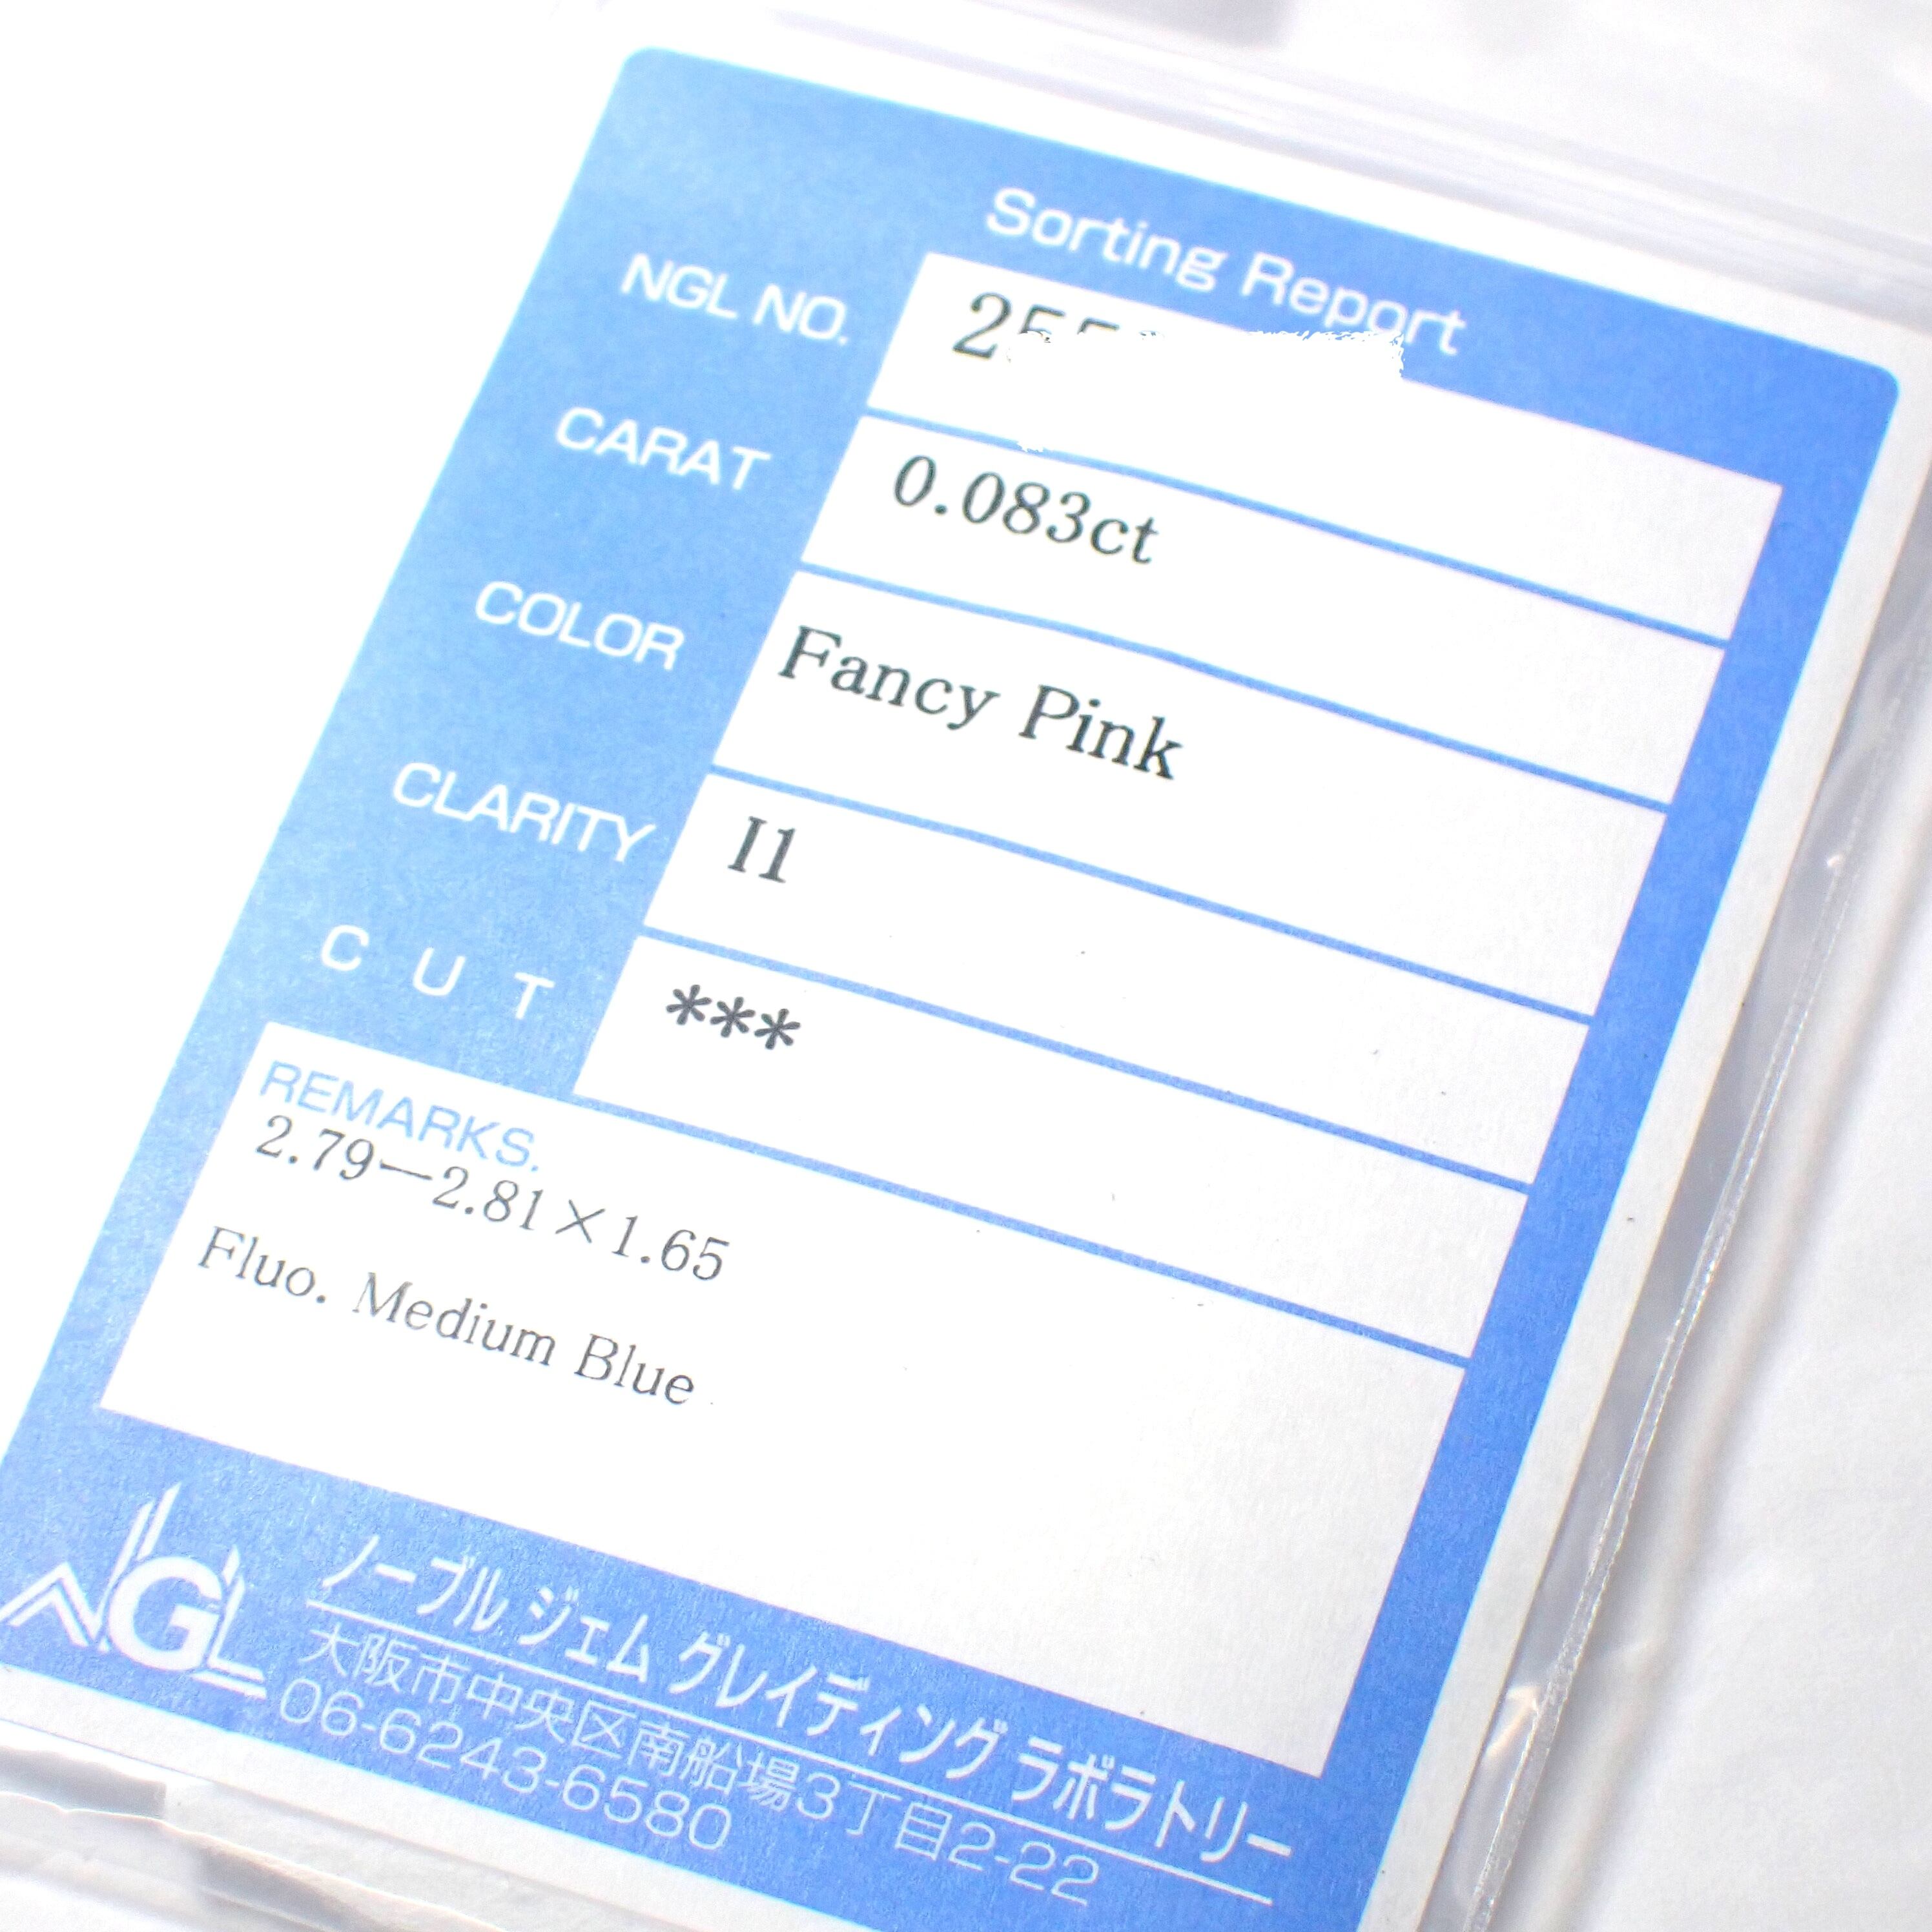 Sorting Report
NGL NO. 255
CARAT 0.083ct
COLOR Fancy Pink
CLARITY I1
CUT ***
REMARKS.
2.79—2.81×1.65
Fluo. Medium Blue
NGL
ノーブル ジェム グレイディング ラボラトリー
大阪市中央区南船場3丁目2-22
06-6243-6580